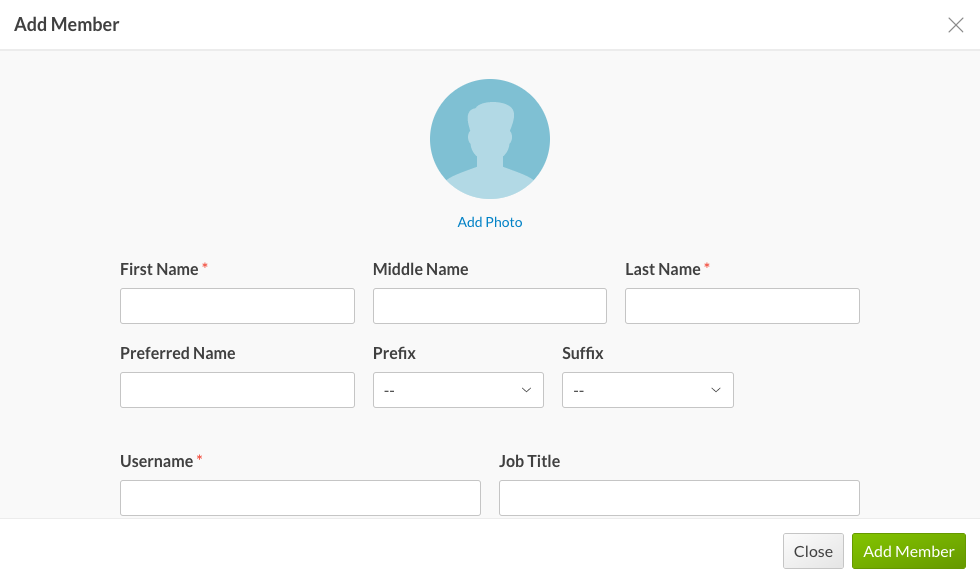 Add Member
Add Photo
First Name * Middle Name Last Name *
Preferred Name Prefix Suffix
-- --
Username * Job Title
Close Add Member